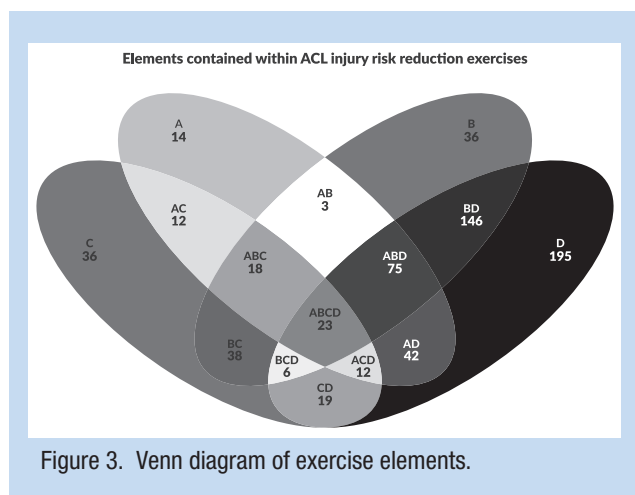 Elements contained within ACL injury risk reduction exercises
A
14
B
36
AB
3
AC
12
BD
146
C
36
D
195
ABC
18
ABD
75
ABCD
23
BC
38
AD
42
BCD
6
ACD
12
CD
19
Figure 3. Venn diagram of exercise elements.